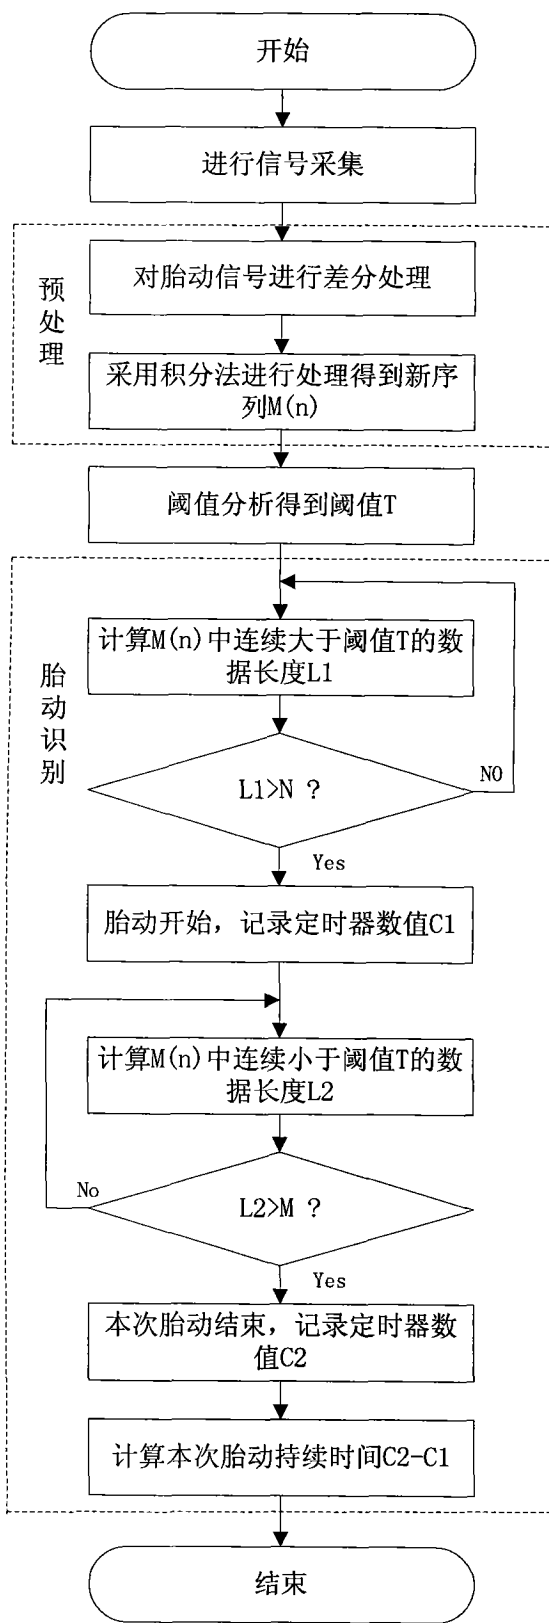 开始
进行信号采集
预处理
对胎动信号进行差分处理
采用积分法进行处理得到新序
列M(n)
阈值分析得到阈值T
胎动识别
计算M(n)中连续大于阈值T的数
据长度L1
L1>N ?
NO
Yes
胎动开始，记录定时器数值C1
计算M(n)中连续小于阈值T的数
据长度L2
No
L2>M ?
Yes
本次胎动结束，记录定时器数
值C2
计算本次胎动持续时间C2-C1
结束